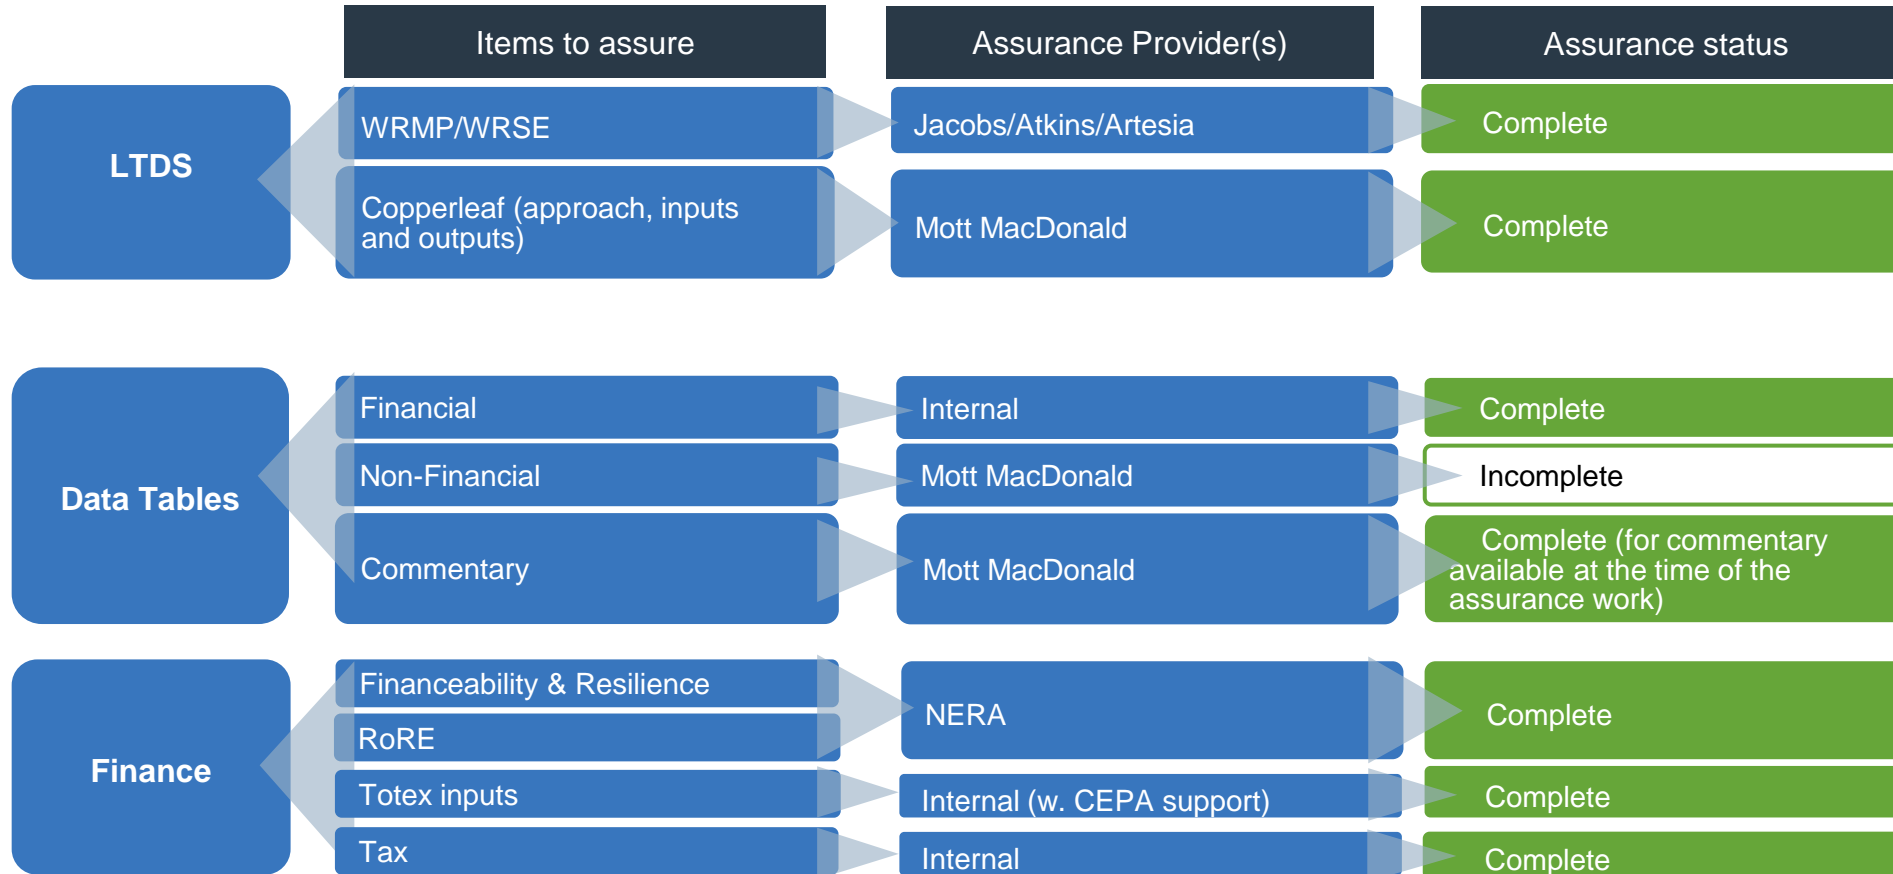 Items to assure
Assurance Provider(s)
Assurance status
LTDS
WRMP/WRSE
Jacobs/Atkins/Artesia
Complete
Copperleaf (approach, inputs
and outputs)
Mott MacDonald
Complete
Data Tables
Financial
Internal
Complete
Non-Financial
Mott MacDonald
Incomplete
Commentary
Mott MacDonald
Complete (for commentary
available at the time of the
assurance work)
Finance
Financeability & Resilience
RoRE
NERA
Complete
Totex inputs
Internal (w. CEPA support)
Complete
Tax
Internal
Complete